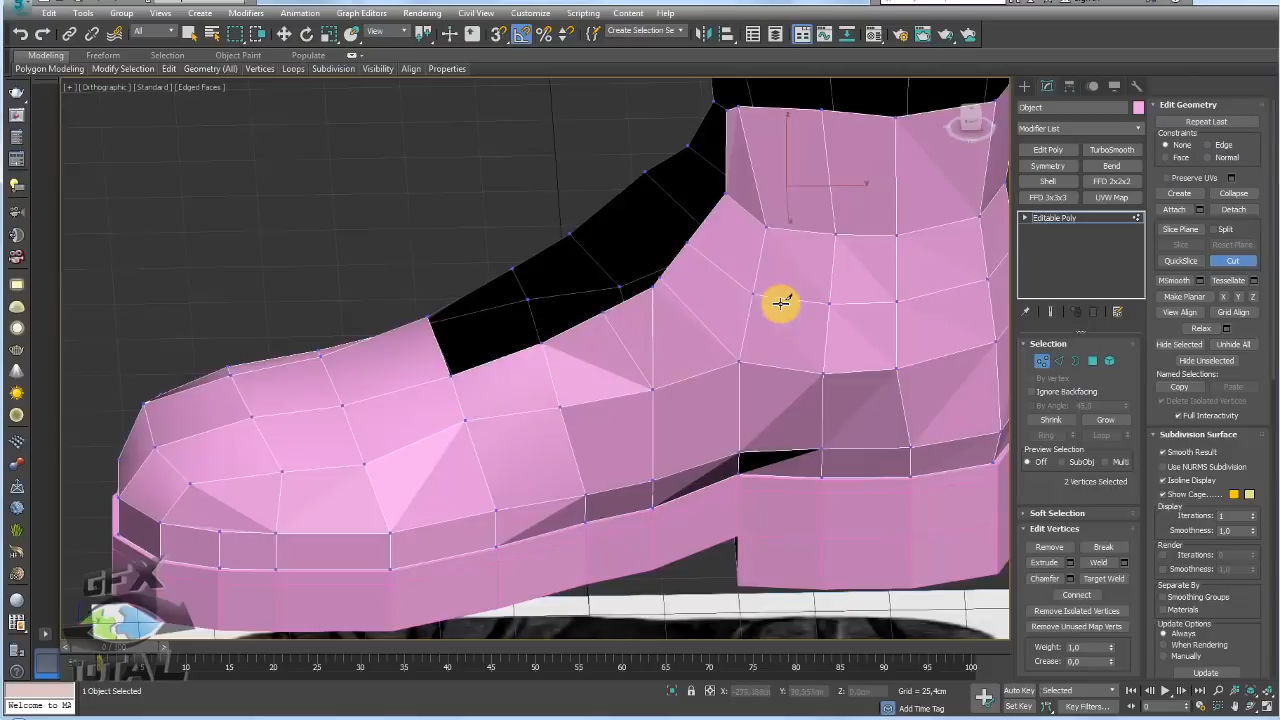 Edit Tools Group Views Create Modifiers Animation Graph Editors Rendering Civil View Customize Scripting Content Help
All View Create Selection Se
Modeling Freeform Selection Object Paint Populate
Polygon Modeling Modify Selection Edit Geometry (All) Vertices Loops Subdivision Visibility Align Properties
[+] [Orthographic] [Standard] [Edged Faces]
Object
Modifier List
Edit Poly TurboSmooth
Symmetry Bend
Shell FFD 2x2x2
FFD 3x3x3 UVW Map
Editable Poly
Selection
By Vertex
Ignore Backfacing
By Angle: 45,0
Shrink Grow
Ring Loop
Preview Selection
Off SubObj Multi
2 Vertices Selected
Soft Selection
Edit Vertices
Remove Break
Extrude Weld
Chamfer Target Weld
Connect
Remove Isolated Vertices
Remove Unused Map Verts
Weight: 1,0
Crease: 0,0
Edit Geometry
Repeat Last
Constraints
None Edge
Face Normal
Preserve UVs
Create Collapse
Attach Detach
Slice Plane Split
Slice Reset Plane
QuickSlice Cut
MSmooth Tessellate
Make Planar X Y Z
View Align Grid Align
Relax
Hide Selected Unhide All
Hide Unselected
Named Selections:
Copy Paste
Delete Isolated Vertices
Full Interactivity
Subdivision Surface
Smooth Result
Use NURMS Subdivision
Isoline Display
Show Cage......
Display
Iterations: 1
Smoothness: 1,0
Render
Iterations: 0
Smoothness: 1,0
Separate By
Smoothing Groups
Materials
Update Options
Always
When Rendering
Manually
Update
GFX
TOTAL
0 / 100
15 20 25 30 35 40 45 50 55 60 65 70 75 80 85 90 95 100
1 Object Selected
Grid = 25,4cm
Auto Key Selected
Welcome to MA
Add Time Tag
Set Key Key Filters... 0